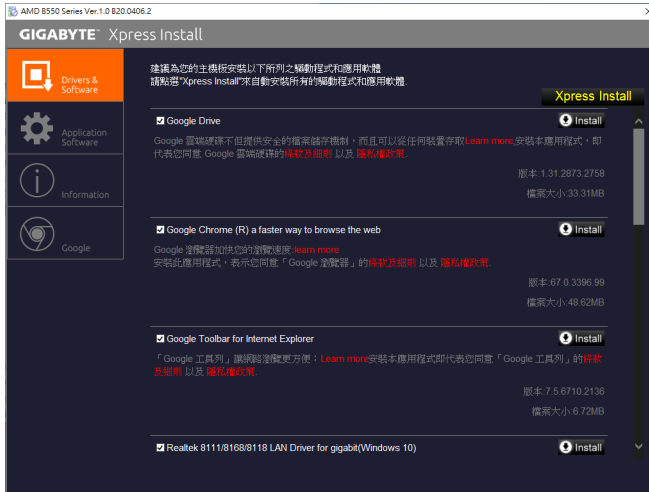 AMD B550 Series Ver.1.0 B20.0406.2
GIGABYTE™ Xpress Install
Drivers & Software
Application Software
Information
Google
建議為您的主機板安裝以下所列之驅動程式和應用軟體
請點選"Xpress Install"來自動安裝所有的驅動程式和應用軟體.
Xpress Install
Google Drive
Install
Google 雲端硬碟不但提供安全的檔案儲存機制，而且可以從任何裝置存取Learn more,安裝本應用程式，即
代表您同意 Google 雲端硬碟的條款及細則 以及 隱私權政策.
版本:1.31.2873.2758
檔案大小:33.31MB
Google Chrome (R) a faster way to browse the web
Install
Google 瀏覽器加快您的瀏覽速度.learn more
安裝此應用程式，表示您同意「Google 瀏覽器」的條款及細則 以及 隱私權政策.
版本:67.0.3396.99
檔案大小:48.62MB
Google Toolbar for Internet Explorer
Install
「Google 工具列」讓網路瀏覽更方便：Learn more安裝本應用程式即代表您同意「Google 工具列」的條款
及細則 以及 隱私權政策.
版本:7.5.6710.2136
檔案大小:6.72MB
Realtek 8111/8168/8118 LAN Driver for gigabit(Windows 10)
Install